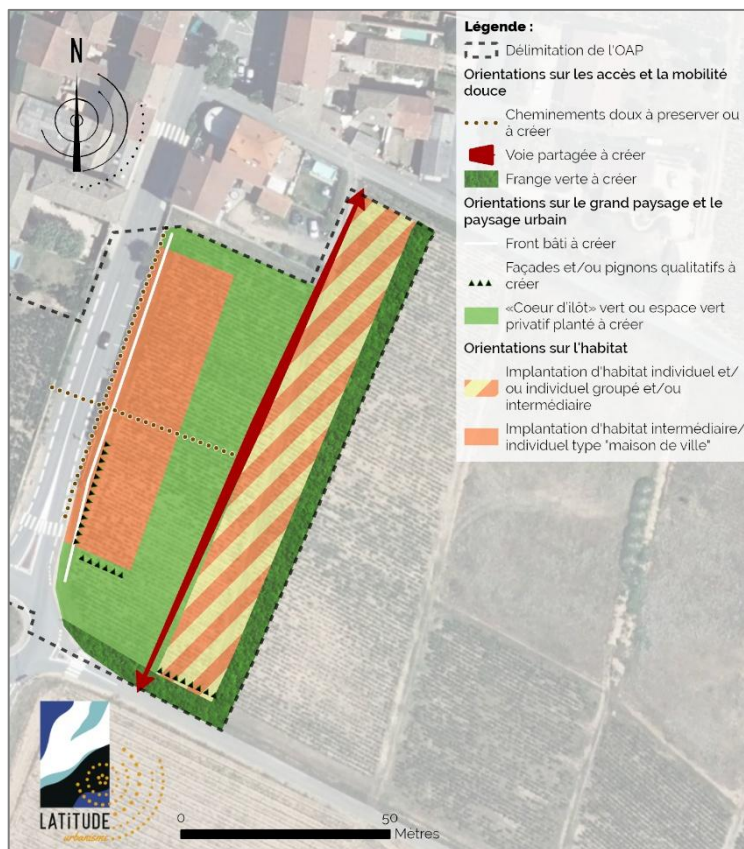 N
Légende :
Délimitation de l'OAP
Orientations sur les accès et la mobilité
douce
Cheminements doux à preserver ou
à créer
Voie partagée à créer
Frange verte à créer
Orientations sur le grand paysage et le
paysage urbain
Front bâti à créer
Façades et/ou pignons qualitatifs à
créer
«Coeur d'ilôt» vert ou espace vert
privatif planté à créer
Orientations sur l'habitat
Implantation d'habitat individuel et/
ou individuel groupé et/ou
intermédiaire
Implantation d'habitat intermédiaire/
individuel type "maison de ville"
LATiTUDE
0 50
Mètres